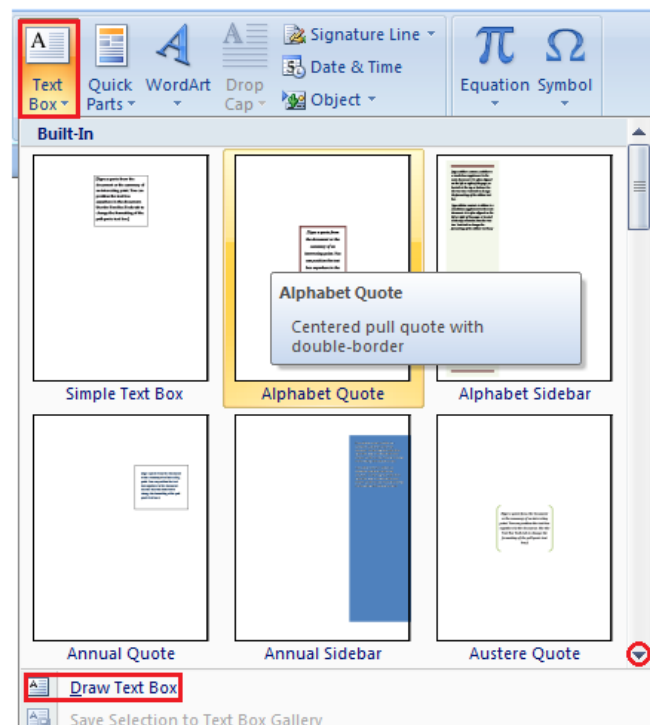 Signature Line
Date & Time
Object
Text Box
Quick Parts
WordArt
Drop Cap
Equation
Symbol
Built-In
Simple Text Box
Alphabet Quote
Alphabet Sidebar
Alphabet Quote
Centered pull quote with
double-border
Annual Quote
Annual Sidebar
Austere Quote
Draw Text Box
Save Selection to Text Box Gallery